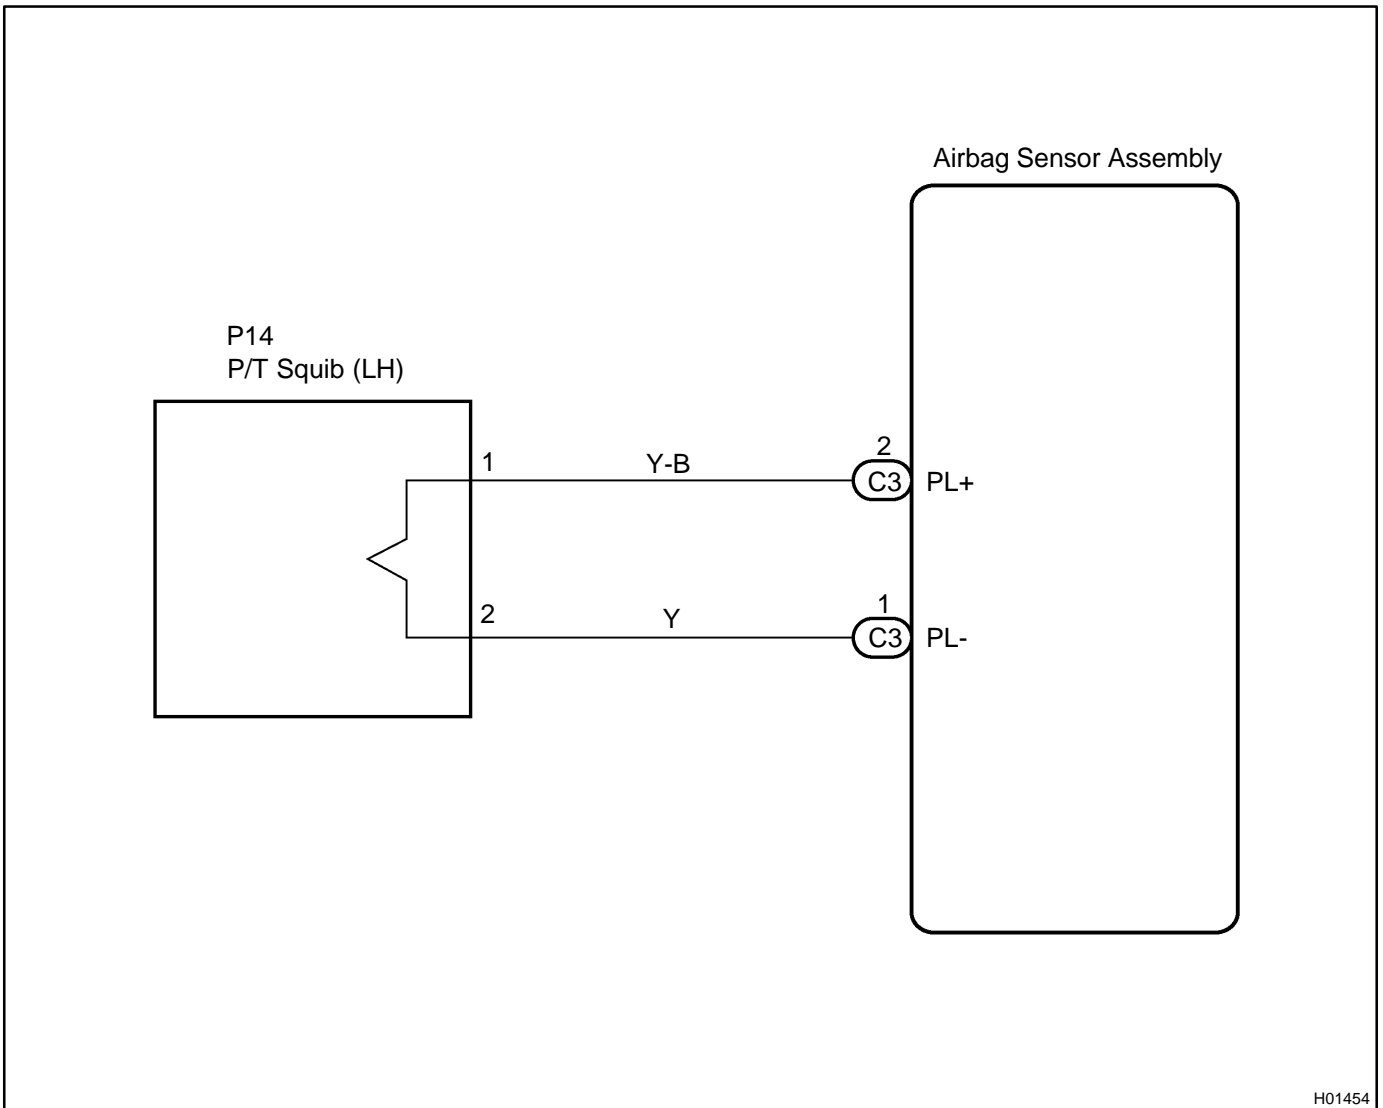 Airbag Sensor Assembly
P14
P/T Squib (LH)
1
Y-B
2
C3
PL+
2
Y
1
C3
PL-
H01454